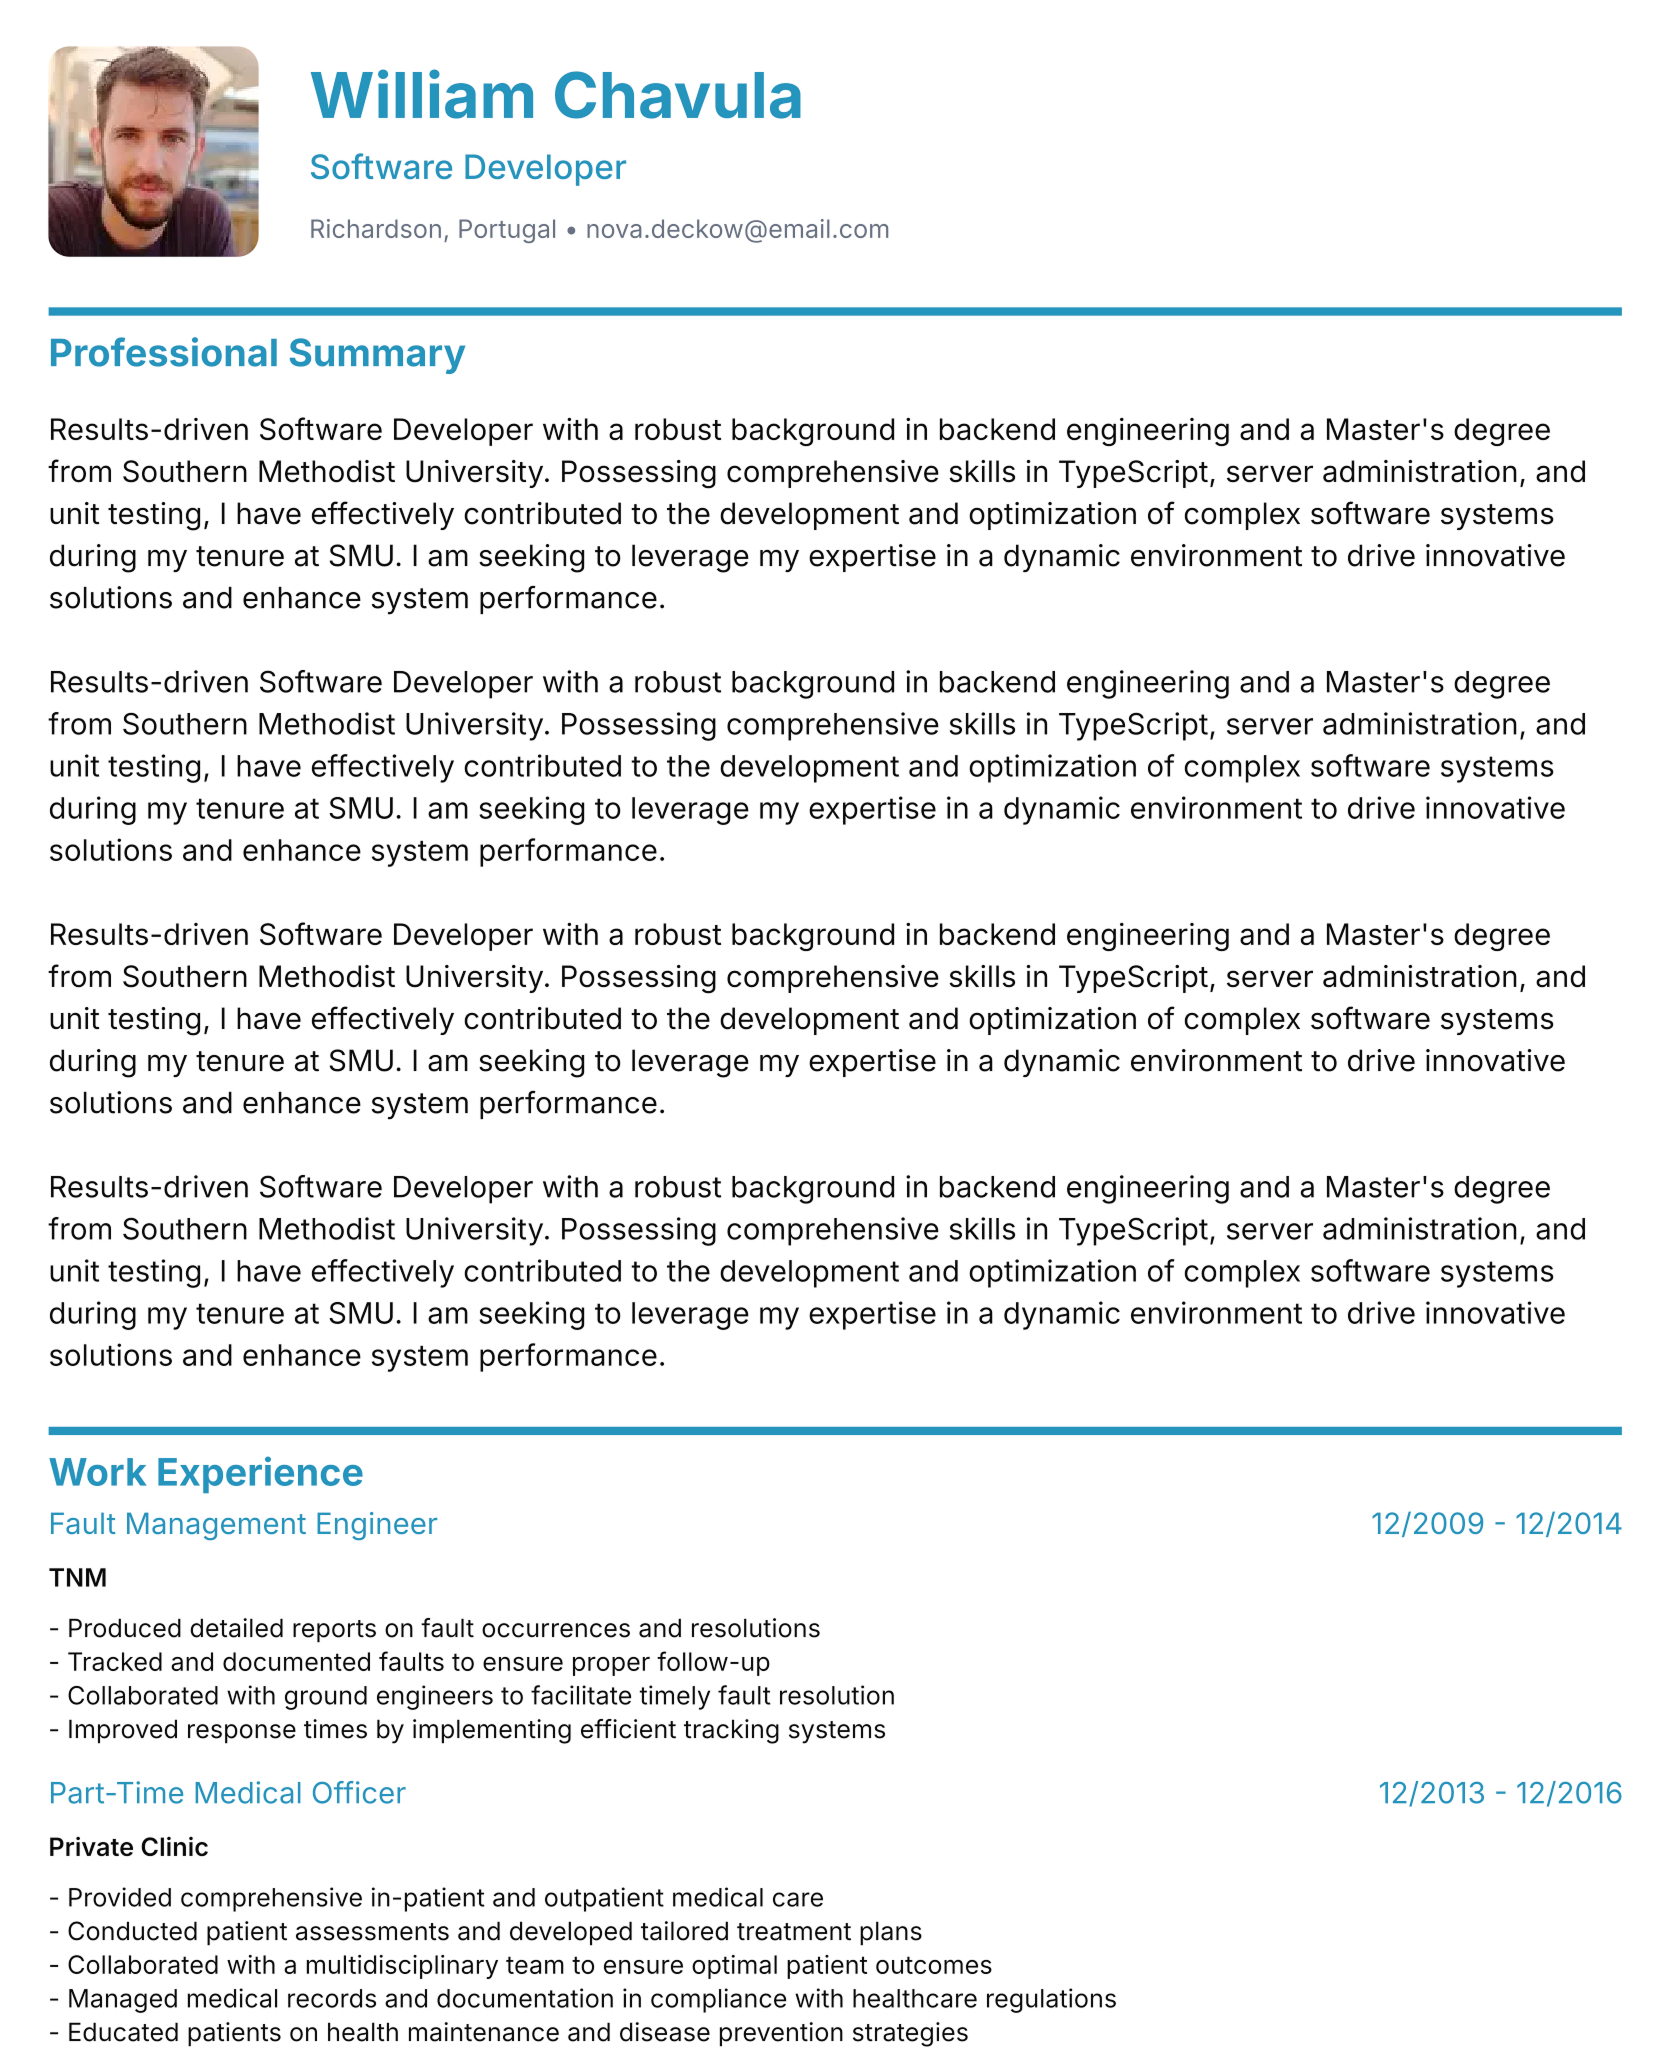 William Chavula
Software Developer
Richardson, Portugal • nova.deckow@email.com
Professional Summary
Results-driven Software Developer with a robust background in backend engineering and a Master's degree
from Southern Methodist University. Possessing comprehensive skills in TypeScript, server administration, and
unit testing, I have effectively contributed to the development and optimization of complex software systems
during my tenure at SMU. I am seeking to leverage my expertise in a dynamic environment to drive innovative
solutions and enhance system performance.
Results-driven Software Developer with a robust background in backend engineering and a Master's degree
from Southern Methodist University. Possessing comprehensive skills in TypeScript, server administration, and
unit testing, I have effectively contributed to the development and optimization of complex software systems
during my tenure at SMU. I am seeking to leverage my expertise in a dynamic environment to drive innovative
solutions and enhance system performance.
Results-driven Software Developer with a robust background in backend engineering and a Master's degree
from Southern Methodist University. Possessing comprehensive skills in TypeScript, server administration, and
unit testing, I have effectively contributed to the development and optimization of complex software systems
during my tenure at SMU. I am seeking to leverage my expertise in a dynamic environment to drive innovative
solutions and enhance system performance.
Results-driven Software Developer with a robust background in backend engineering and a Master's degree
from Southern Methodist University. Possessing comprehensive skills in TypeScript, server administration, and
unit testing, I have effectively contributed to the development and optimization of complex software systems
during my tenure at SMU. I am seeking to leverage my expertise in a dynamic environment to drive innovative
solutions and enhance system performance.
Work Experience
Fault Management Engineer 12/2009 - 12/2014
TNM
- Produced detailed reports on fault occurrences and resolutions
- Tracked and documented faults to ensure proper follow-up
- Collaborated with ground engineers to facilitate timely fault resolution
- Improved response times by implementing efficient tracking systems
Part-Time Medical Officer 12/2013 - 12/2016
Private Clinic
- Provided comprehensive in-patient and outpatient medical care
- Conducted patient assessments and developed tailored treatment plans
- Collaborated with a multidisciplinary team to ensure optimal patient outcomes
- Managed medical records and documentation in compliance with healthcare regulations
- Educated patients on health maintenance and disease prevention strategies